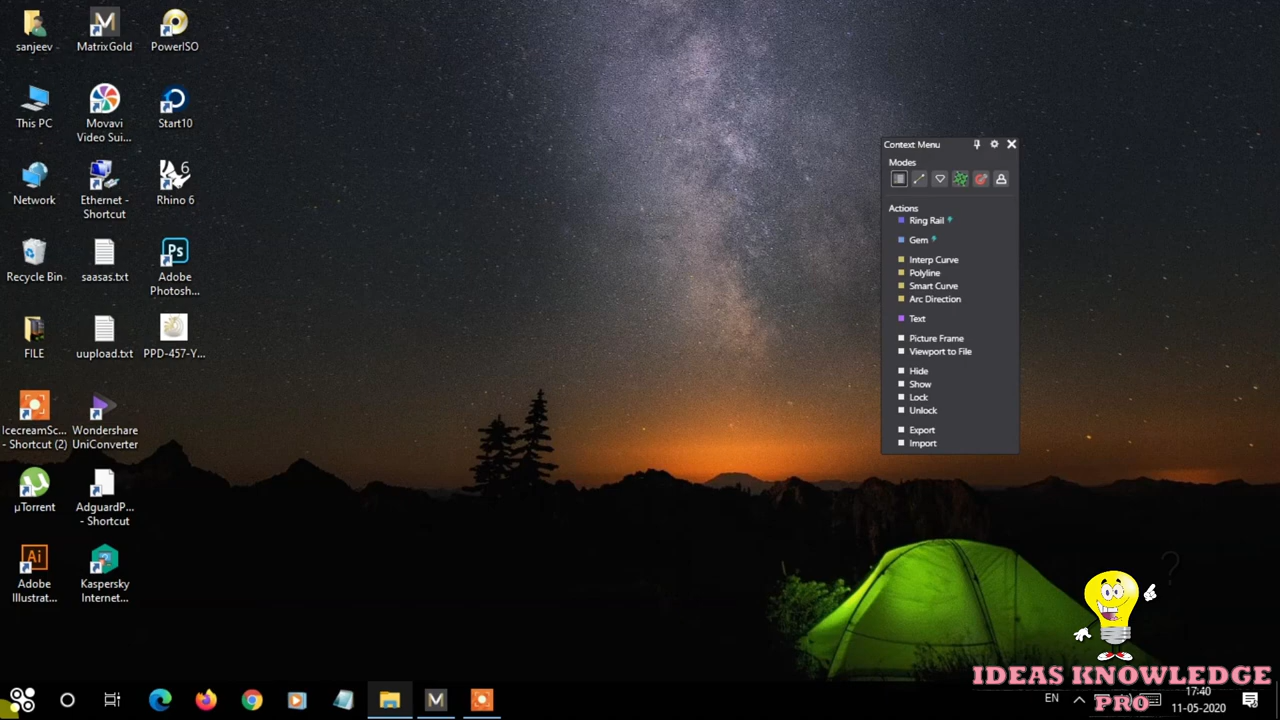 sanjeev
MatrixGold
PowerISO
This PC
Movavi
Video Sui...
Start10
Network
Ethernet -
Shortcut
6
Rhino 6
Recycle Bin
saasas.txt
Ps
Adobe
Photosh...
FILE
uupload.txt
PPD-457-Y...
IcecreamSc...
- Shortcut (2)
Wondershare
UniConverter
µTorrent
AdguardP...
- Shortcut
Ai
Adobe
Illustrat...
Kaspersky
Internet...
Context Menu
Modes
Actions
Ring Rail
Gem
Interp Curve
Polyline
Smart Curve
Arc Direction
Text
Picture Frame
Viewport to File
Hide
Show
Lock
Unlock
Export
Import
?
IDEAS KNOWLEDGE
PRO
EN
17:40
11-05-2020